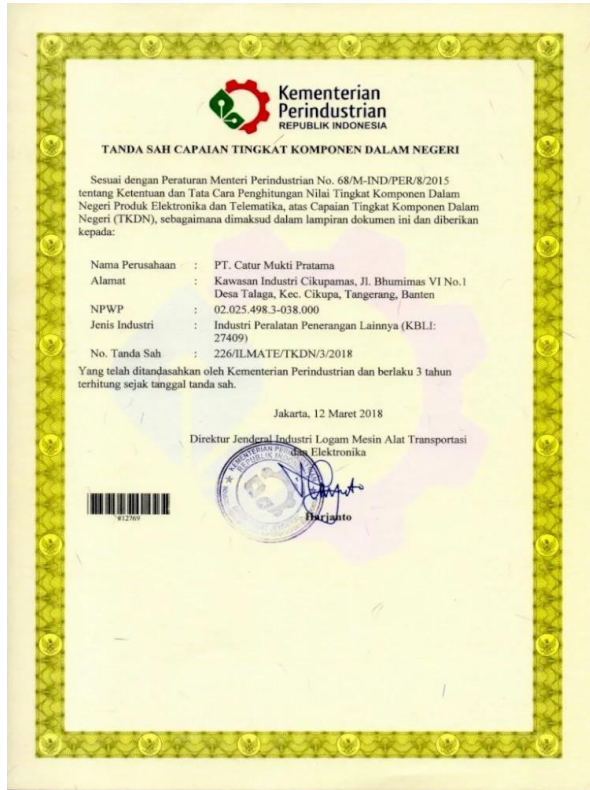 Kementerian
Perindustrian
REPUBLIK INDONESIA
TANDA SAH CAPAIAN TINGKAT KOMPONEN DALAM NEGERI
Sesuai dengan Peraturan Menteri Perindustrian No. 68/M-IND/PER/8/2015
tentang Ketentuan dan Tata Cara Penghitungan Nilai Tingkat Komponen Dalam
Negeri Produk Elektronika dan Telematika, atas Capaian Tingkat Komponen Dalam
Negeri (TKDN), sebagaimana dimaksud dalam lampiran dokumen ini dan diberikan
kepada:
Nama Perusahaan : PT. Catur Mukti Pratama
Alamat : Kawasan Industri Cikupamas, Jl. Bhumimas VI No.1
Desa Talaga, Kec. Cikupa, Tangerang, Banten
NPWP : 02.025.498.3-038.000
Jenis Industri : Industri Peralatan Penerangan Lainnya (KBLI:
27409)
No. Tanda Sah : 226/ILMATE/TKDN/3/2018
Yang telah ditandasahkan oleh Kementerian Perindustrian dan berlaku 3 tahun
terhitung sejak tanggal tanda sah.
Jakarta, 12 Maret 2018
Direktur Jenderal Industri Logam Mesin Alat Transportasi
dan Elektronika
KEMENTERIAN PERINDUSTRIAN
REPUBLIK INDONESIA
Harjanto
#12769